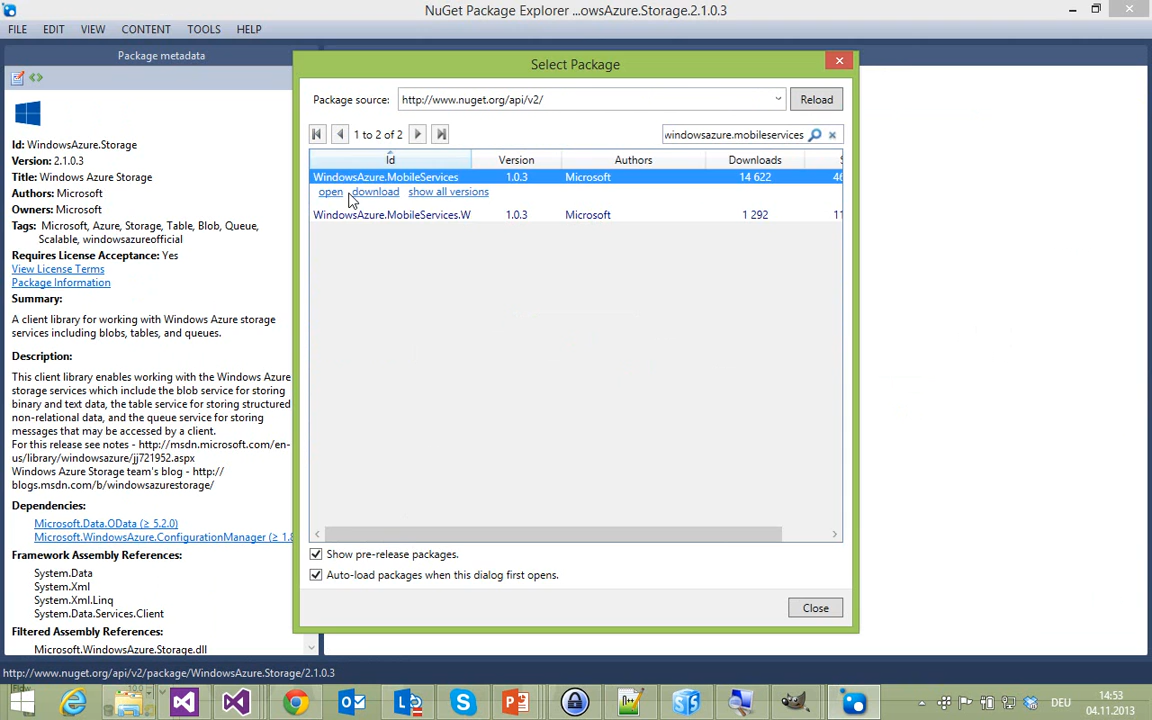 NuGet Package Explorer ...owsAzure.Storage.2.1.0.3
FILE EDIT VIEW CONTENT TOOLS HELP
Package metadata
Id: WindowsAzure.Storage
Version: 2.1.0.3
Title: Windows Azure Storage
Authors: Microsoft
Owners: Microsoft
Tags: Microsoft, Azure, Storage, Table, Blob, Queue,
Scalable, windowsazureofficial
Requires License Acceptance: Yes
View License Terms
Package Information
Summary:
A client library for working with Windows Azure storage
services including blobs, tables, and queues.
Description:
This client library enables working with the Windows Azure
storage services which include the blob service for storing
binary and text data, the table service for storing structured
non-relational data, and the queue service for storing
messages that may be accessed by a client.
For this release see notes - http://msdn.microsoft.com/en-
us/library/windowsazure/jj721952.aspx
Windows Azure Storage team's blog - http://
blogs.msdn.com/b/windowsazurestorage/
Dependencies:
Microsoft.Data.OData (≥ 5.2.0)
Microsoft.WindowsAzure.ConfigurationManager (≥ 1.8
Framework Assembly References:
System.Data
System.Xml
System.Xml.Linq
System.Data.Services.Client
Filtered Assembly References:
Microsoft.WindowsAzure.Storage.dll
Select Package
Package source: http://www.nuget.org/api/v2/ Reload
1 to 2 of 2 windowsazure.mobileservices
Id Version Authors Downloads S
WindowsAzure.MobileServices 1.0.3 Microsoft 14 622 46
open download show all versions
WindowsAzure.MobileServices.W 1.0.3 Microsoft 1 292 11
Show pre-release packages.
Auto-load packages when this dialog first opens.
Close
http://www.nuget.org/api/v2/package/WindowsAzure.Storage/2.1.0.3
DEU
14:53
04.11.2013